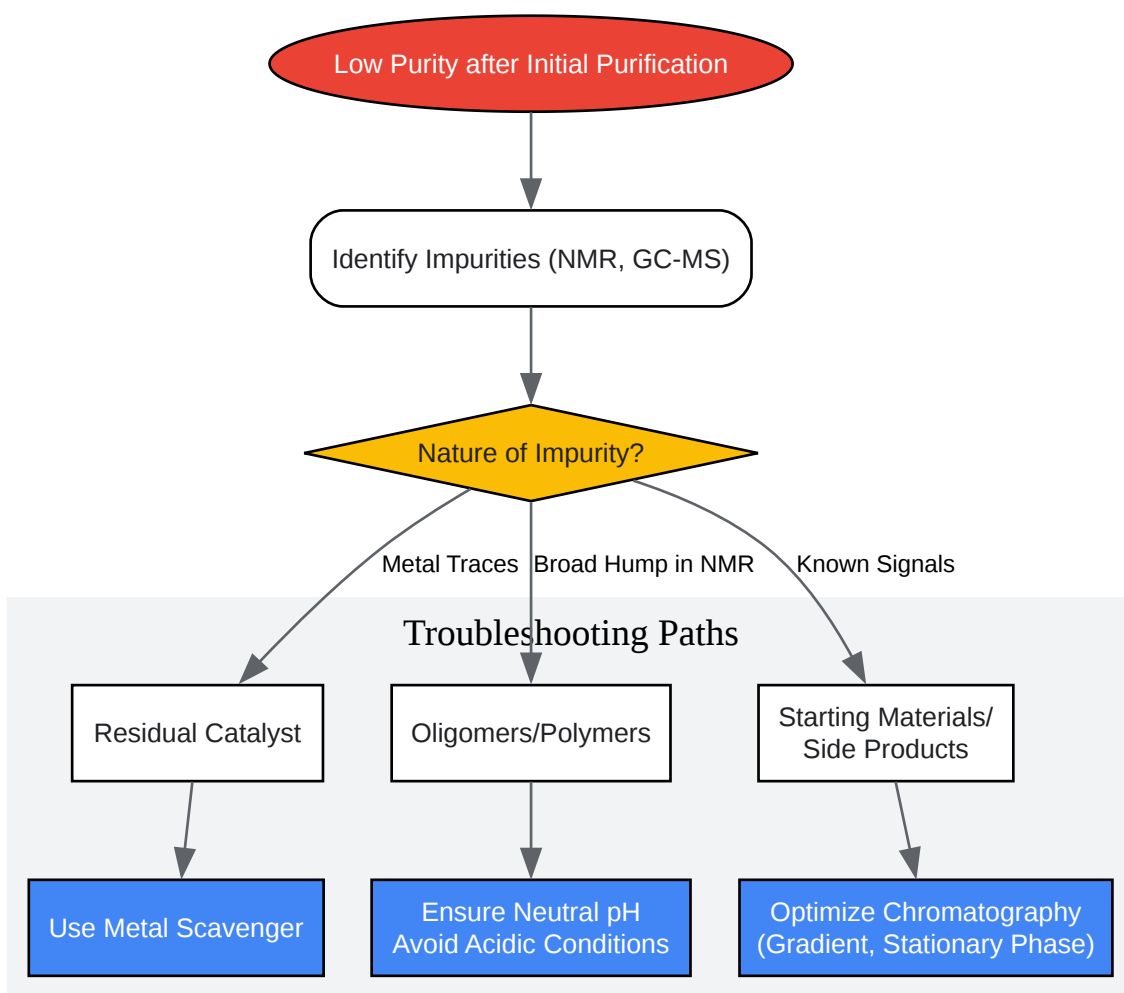 Low Purity after Initial Purification
Identify Impurities (NMR, GC-MS)
Nature of Impurity?
Metal Traces
Broad Hump in NMR
Known Signals
Troubleshooting Paths
Residual Catalyst
Oligomers/Polymers
Starting Materials/
Side Products
Use Metal Scavenger
Ensure Neutral pH
Avoid Acidic Conditions
Optimize Chromatography
(Gradient, Stationary Phase)